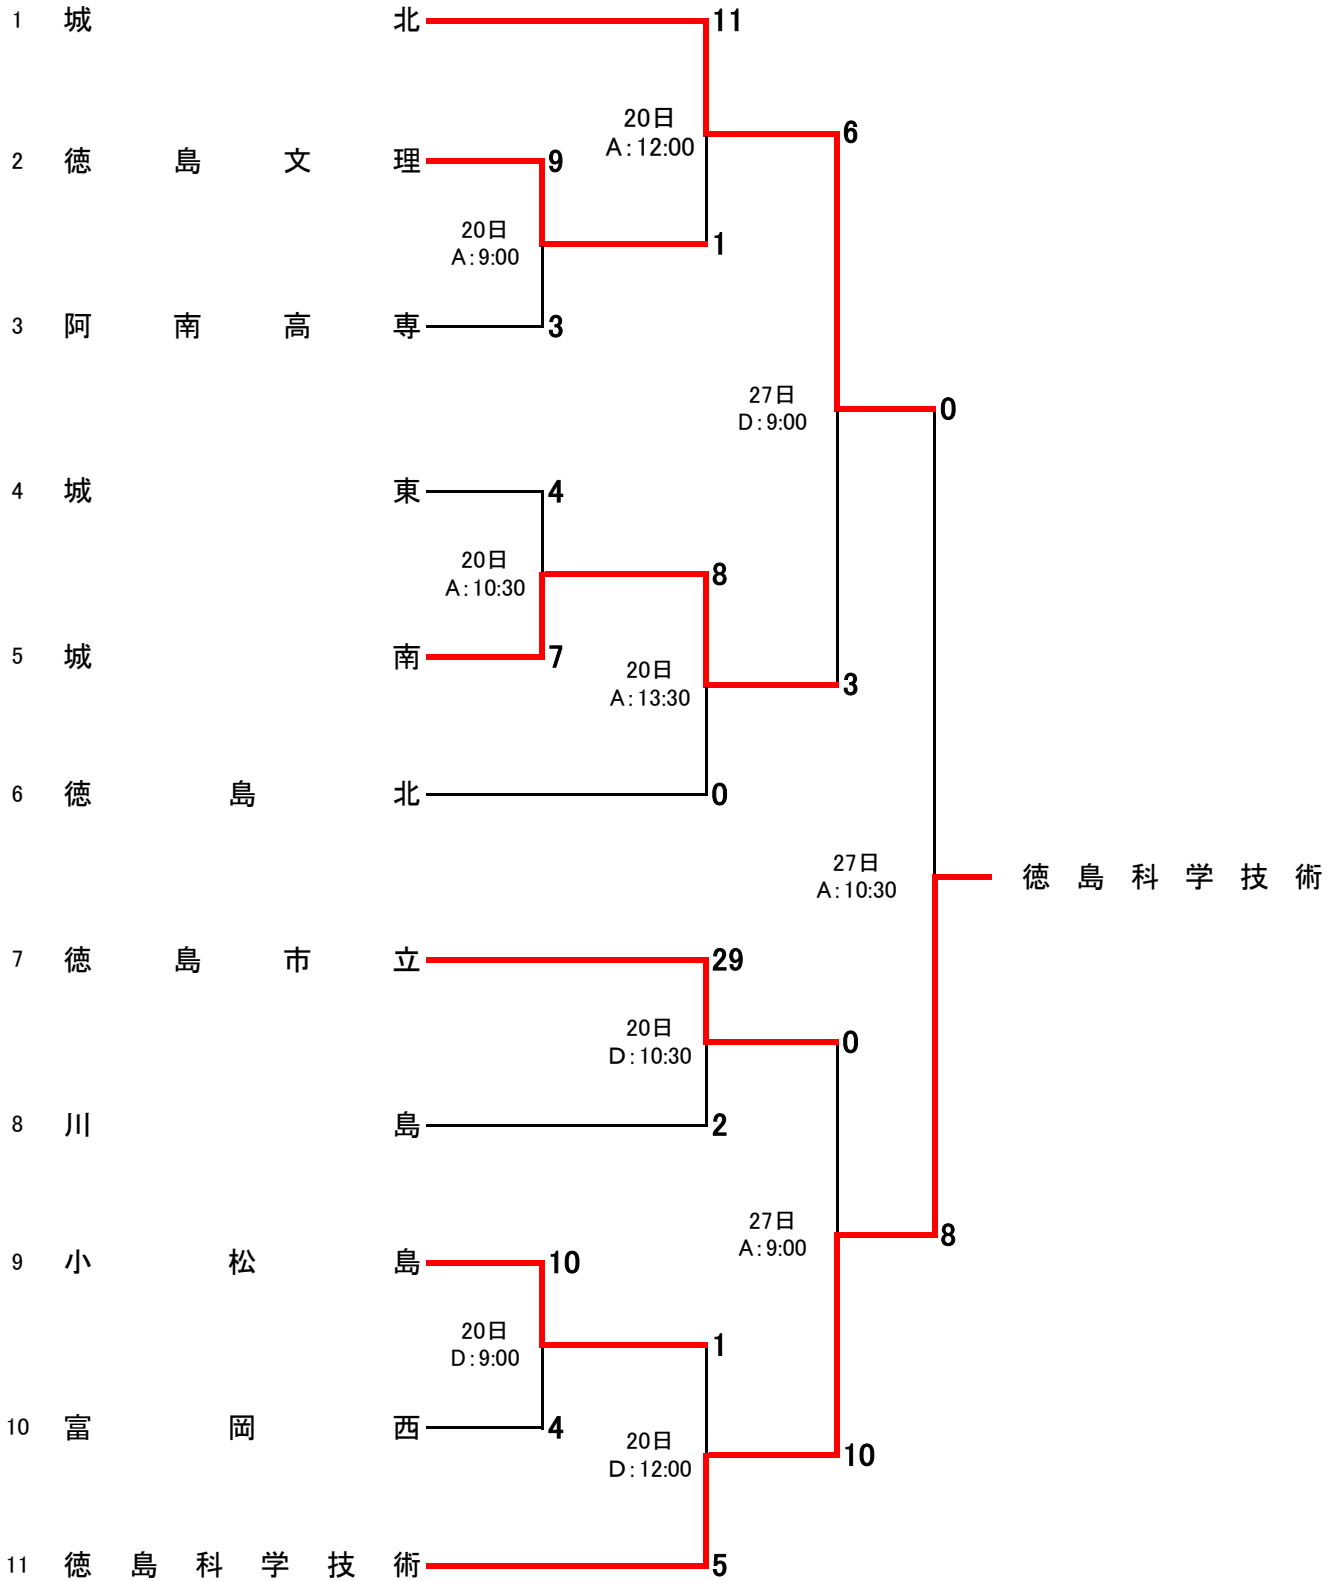 1 城北 11
20日
A:12:00
6
2 徳島文理 9
20日
A:9:00
1
3 阿南高専 3
27日
D:9:00
0
4 城東 4
20日
A:10:30
8
5 城南 7
20日
A:13:30
3
6 徳島北 0
27日
A:10:30
徳島科学技術
7 徳島市立 29
20日
D:10:30
0
8 川島 2
27日
A:9:00
8
9 小松島 10
20日
D:9:00
1
10 富岡西 4
20日
D:12:00
10
11 徳島科学技術 5